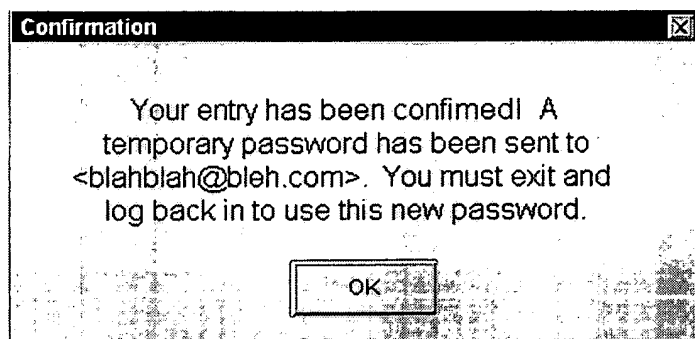 Confirmation
Your entry has been confimed! A
temporary password has been sent to
<blahblah@bleh.com>. You must exit and
log back in to use this new password.
OK